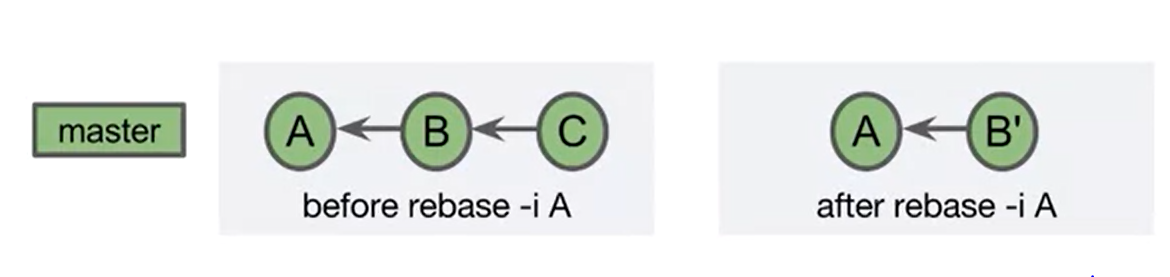 master
A B C
before rebase -i A
A B'
after rebase -i A